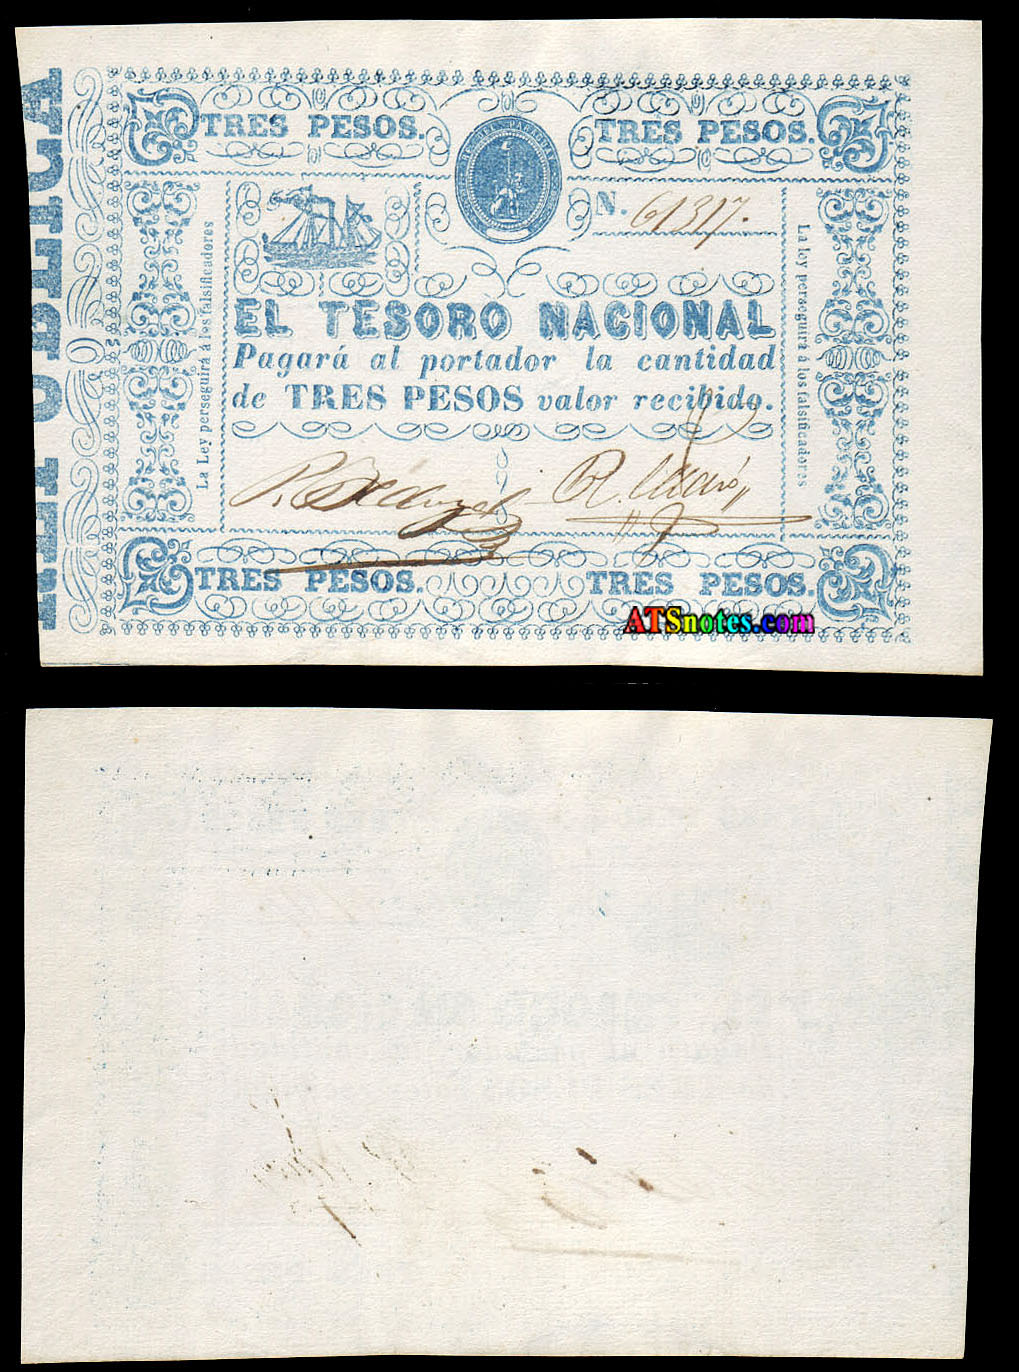 TRES PESOS.
TRES PESOS.
N. 61317.
EL TESORO NACIONAL
Pagará al portador la cantidad
de TRES PESOS valor recibido.
La Ley perseguirá á los falsificadores
La ley perseguirá á los falsificadores
TRES PESOS.
TRES PESOS.
ATSnotes.com